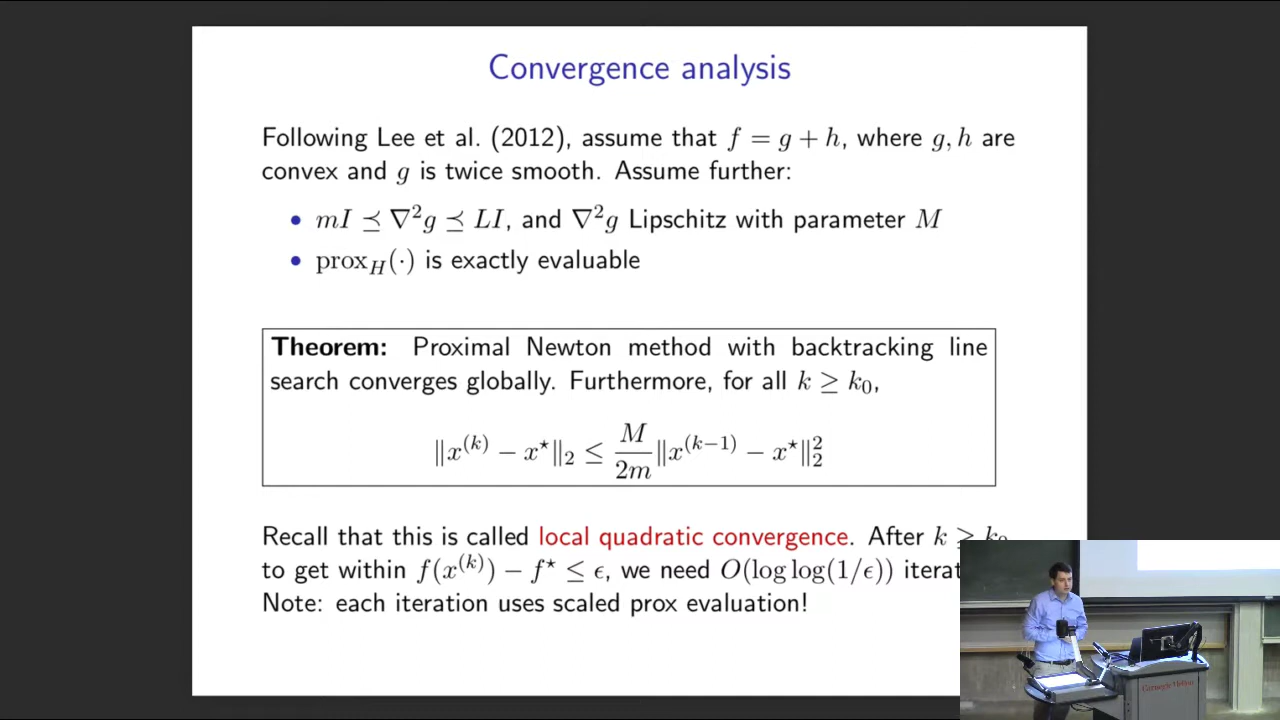 Convergence analysis
Following Lee et al. (2012), assume that f = g + h, where g, h are
convex and g is twice smooth. Assume further:
• mI ⪯ ∇²g ⪯ LI, and ∇²g Lipschitz with parameter M
• prox_H(·) is exactly evaluable
Theorem: Proximal Newton method with backtracking line
search converges globally. Furthermore, for all k ≥ k₀,
‖x^(k) − x*‖₂ ≤ M/2m ‖x^(k−1) − x*‖₂²
Recall that this is called local quadratic convergence. After k ≥ k₀
to get within f(x^(k)) − f* ≤ ϵ, we need O(log log(1/ϵ)) iterat
Note: each iteration uses scaled prox evaluation!
Carnegie Mellon